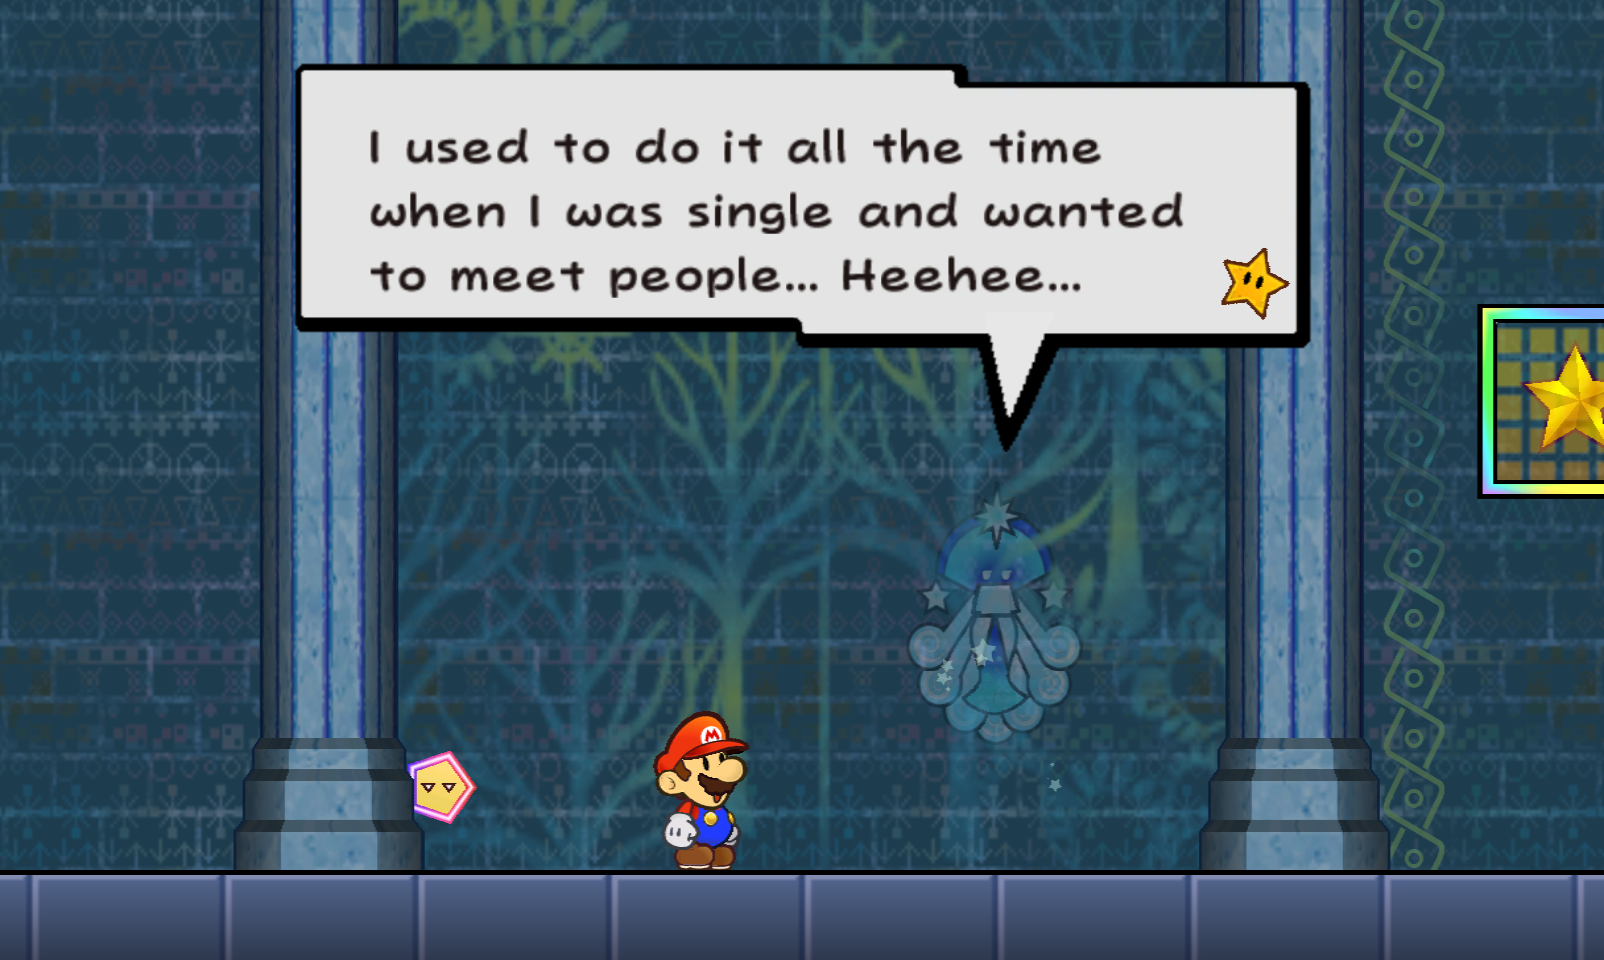 I used to do it all the time
when I was single and wanted
to meet people... Heehee...
M